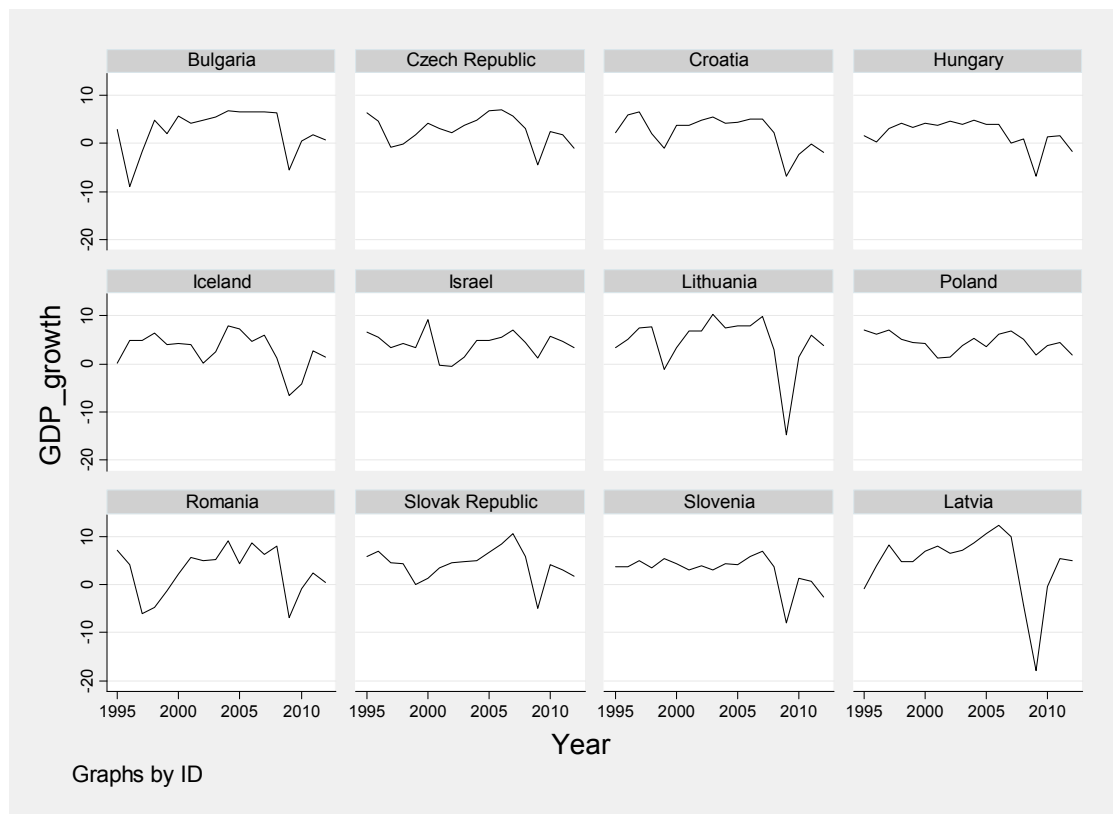 Bulgaria
Czech Republic
Croatia
Hungary
10
0
-10
-20
Iceland
Israel
Lithuania
Poland
10
0
-10
-20
GDP_growth
Romania
Slovak Republic
Slovenia
Latvia
10
0
-10
-20
1995 2000 2005 2010
1995 2000 2005 2010
1995 2000 2005 2010
1995 2000 2005 2010
Year
Graphs by ID